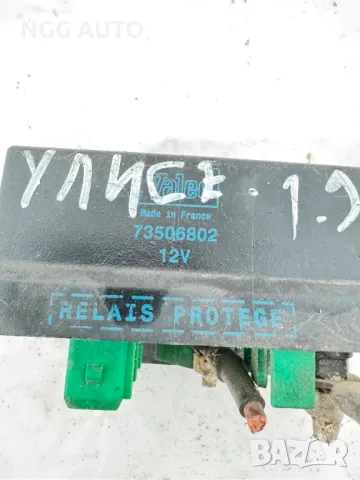 NGG AUTO
УЛИСЕ - 1.9
Valeo
Made in France
73506802
12V
RELAIS PROTEGE
BAZAR